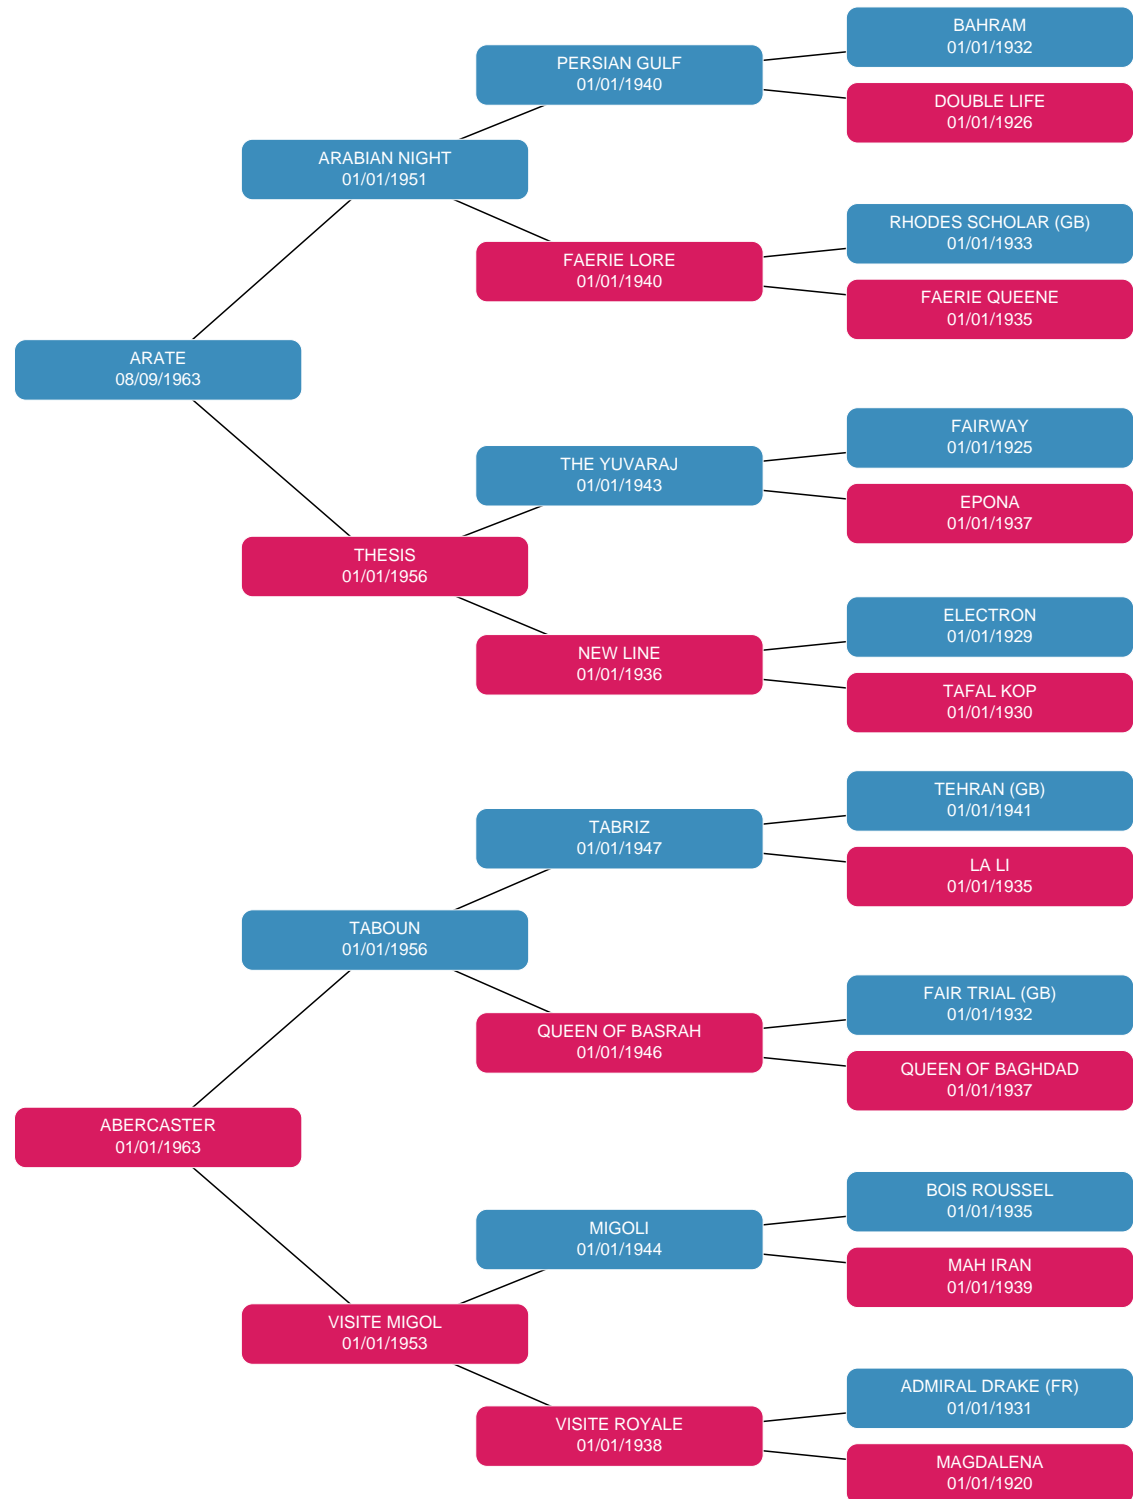 BAHRAM
01/01/1932
PERSIAN GULF
01/01/1940
DOUBLE LIFE
01/01/1926
ARABIAN NIGHT
01/01/1951
RHODES SCHOLAR (GB)
01/01/1933
FAERIE LORE
01/01/1940
FAERIE QUEENE
01/01/1935
ARATE
08/09/1963
FAIRWAY
01/01/1925
THE YUVARAJ
01/01/1943
EPONA
01/01/1937
THESIS
01/01/1956
ELECTRON
01/01/1929
NEW LINE
01/01/1936
TAFAL KOP
01/01/1930
TEHRAN (GB)
01/01/1941
TABRIZ
01/01/1947
LA LI
01/01/1935
TABOUN
01/01/1956
FAIR TRIAL (GB)
01/01/1932
QUEEN OF BASRAH
01/01/1946
QUEEN OF BAGHDAD
01/01/1937
ABERCASTER
01/01/1963
BOIS ROUSSEL
01/01/1935
MIGOLI
01/01/1944
MAH IRAN
01/01/1939
VISITE MIGOL
01/01/1953
ADMIRAL DRAKE (FR)
01/01/1931
VISITE ROYALE
01/01/1938
MAGDALENA
01/01/1920